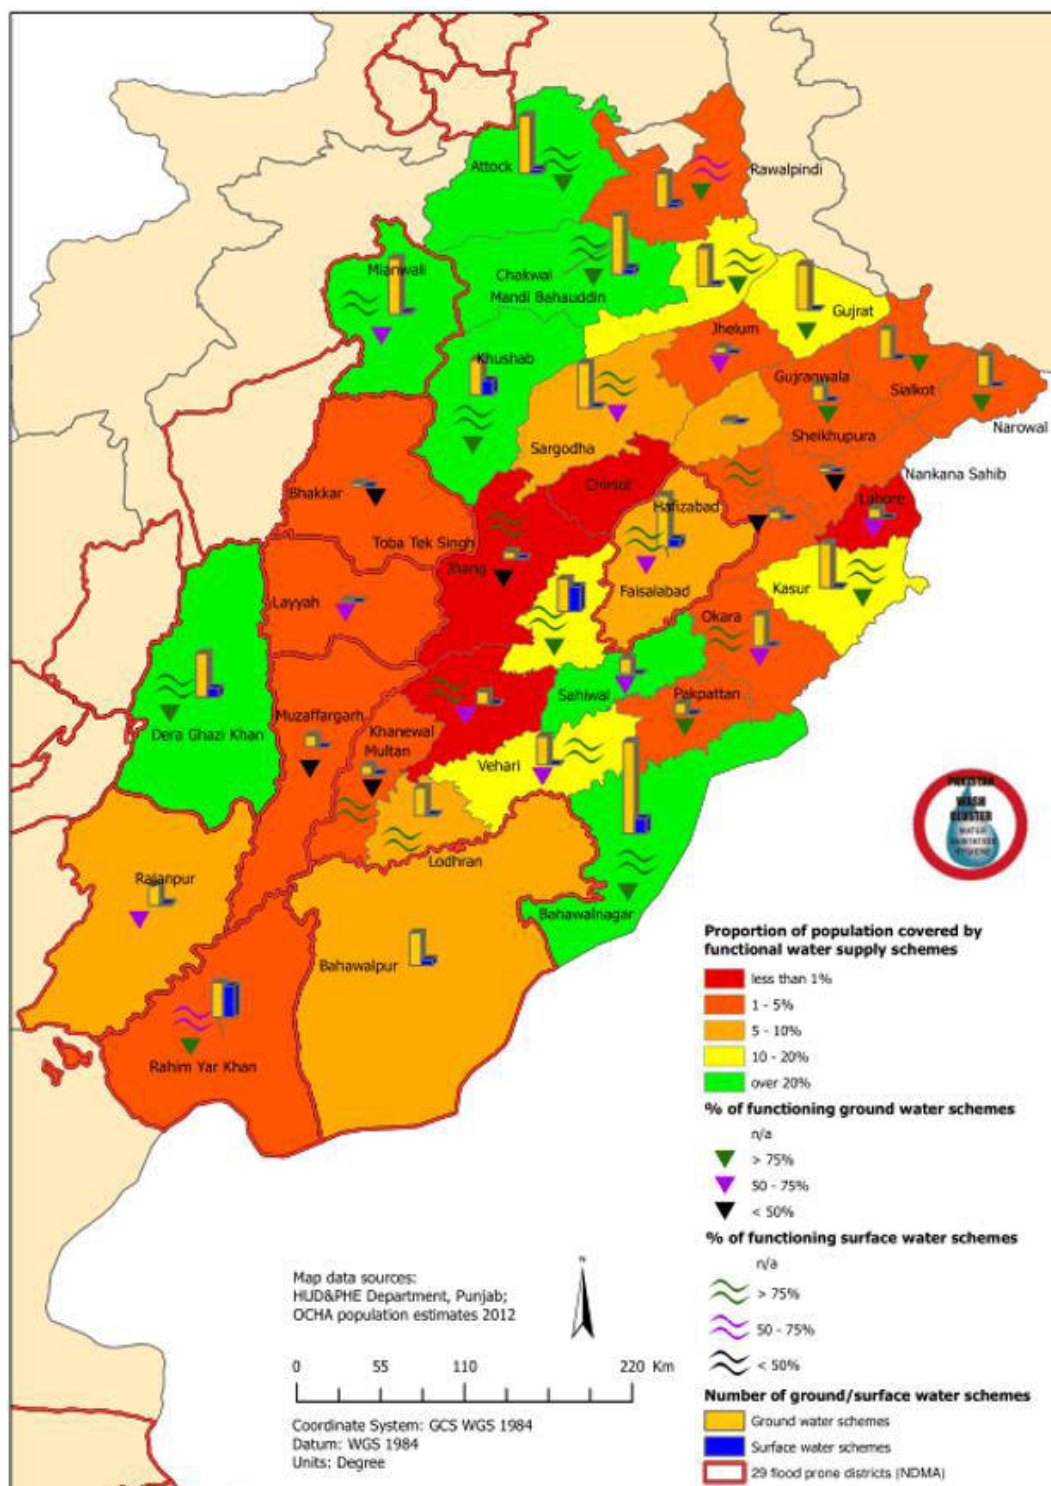 Attock
Rawalpindi
Mianwali
Chakwal
Mandi Bahauddin
Gujrat
Jhelum
Khushab
Gujranwala
Sialkot
Narowal
Sheikhupura
Sargodha
Nankana Sahib
Chiniot
Lahore
Bhakkar
Hafizabad
Toba Tek Singh
Jhang
Faisalabad
Kasur
Layyah
Okara
Sahiwal
Pakpattan
Muzaffargarh
Khanewal
Dera Ghazi Khan
Multan
Vehari
Lodhran
Rajanpur
Bahawalnagar
Bahawalpur
Rahim Yar Khan
PAKISTAN
WASH
CLUSTER
WATER
SANITATION
HYGIENE
Proportion of population covered by
functional water supply schemes
less than 1%
1 - 5%
5 - 10%
10 - 20%
over 20%
% of functioning ground water schemes
n/a
> 75%
50 - 75%
< 50%
% of functioning surface water schemes
n/a
> 75%
50 - 75%
< 50%
Number of ground/surface water schemes
Ground water schemes
Surface water schemes
29 flood prone districts (NDMA)
Map data sources:
HUD&PHE Department, Punjab;
OCHA population estimates 2012
N
0 55 110 220 Km
Coordinate System: GCS WGS 1984
Datum: WGS 1984
Units: Degree